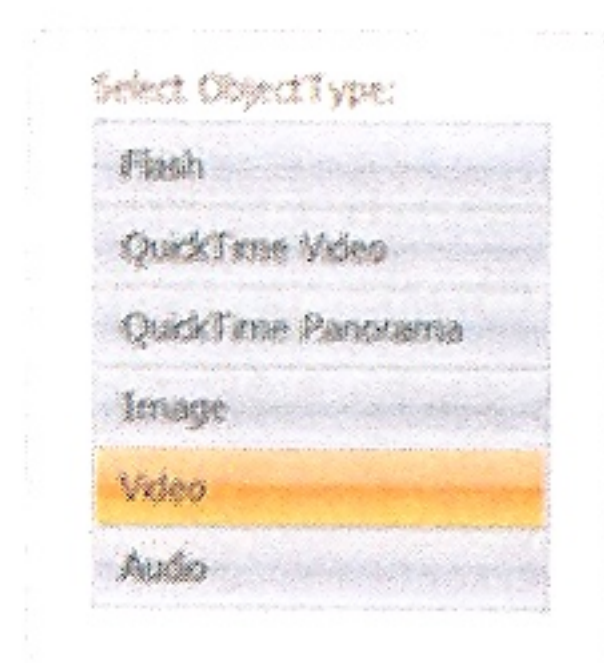 Select ObjectType:
Flash
QuickTime Video
QuickTime Panorama
Image
Video
Audio